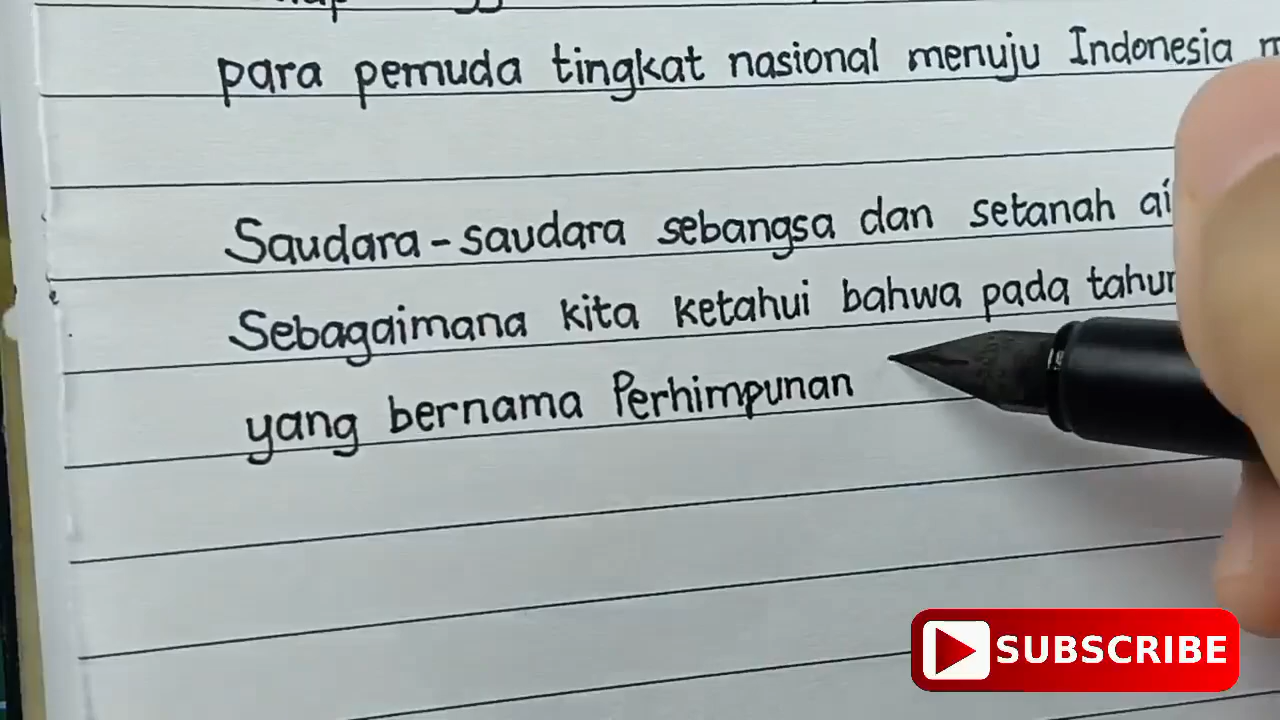 para pemuda tingkat nasional menuju Indonesia
Saudara-saudara sebangsa dan setanah
Sebagaimana kita ketahui bahwa pada
yang bernama Perhimpunan
SUBSCRIBE